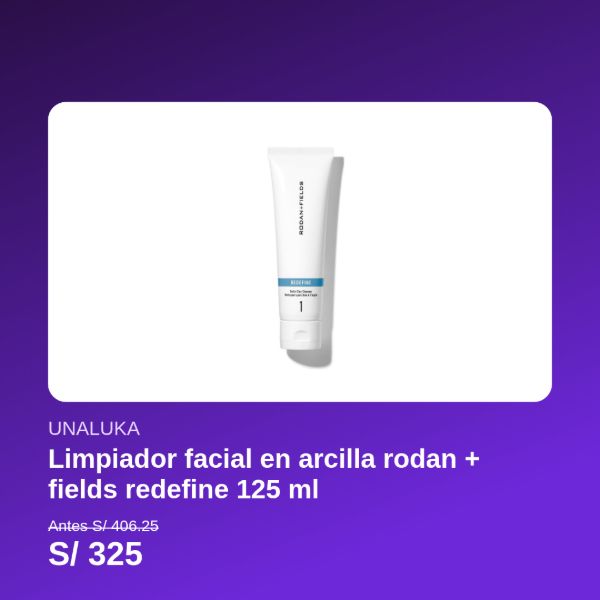 RODAN+FIELDS
REDEFINE
1
UNALUKA
Limpiador facial en arcilla rodan +
fields redefine 125 ml
Antes S/ 406.25
S/ 325